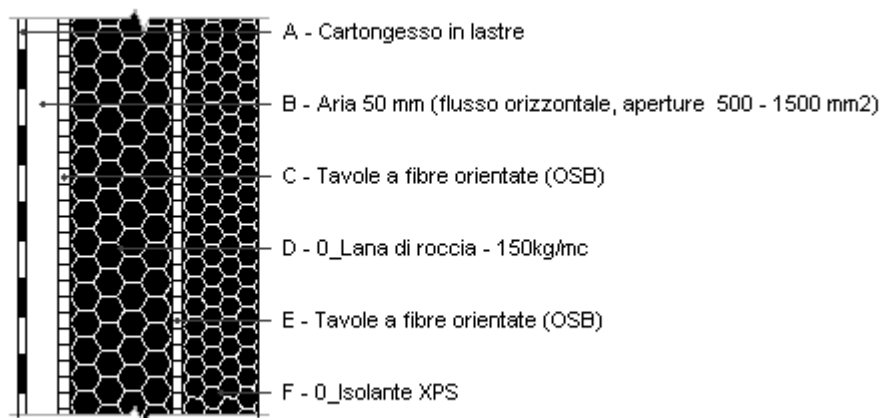 A - Cartongesso in lastre
B - Aria 50 mm (flusso orizzontale, aperture  500 - 1500 mm2)
C - Tavole a fibre orientate (OSB)
D - 0_Lana di roccia - 150kg/mc
E - Tavole a fibre orientate (OSB)
F - 0_Isolante XPS